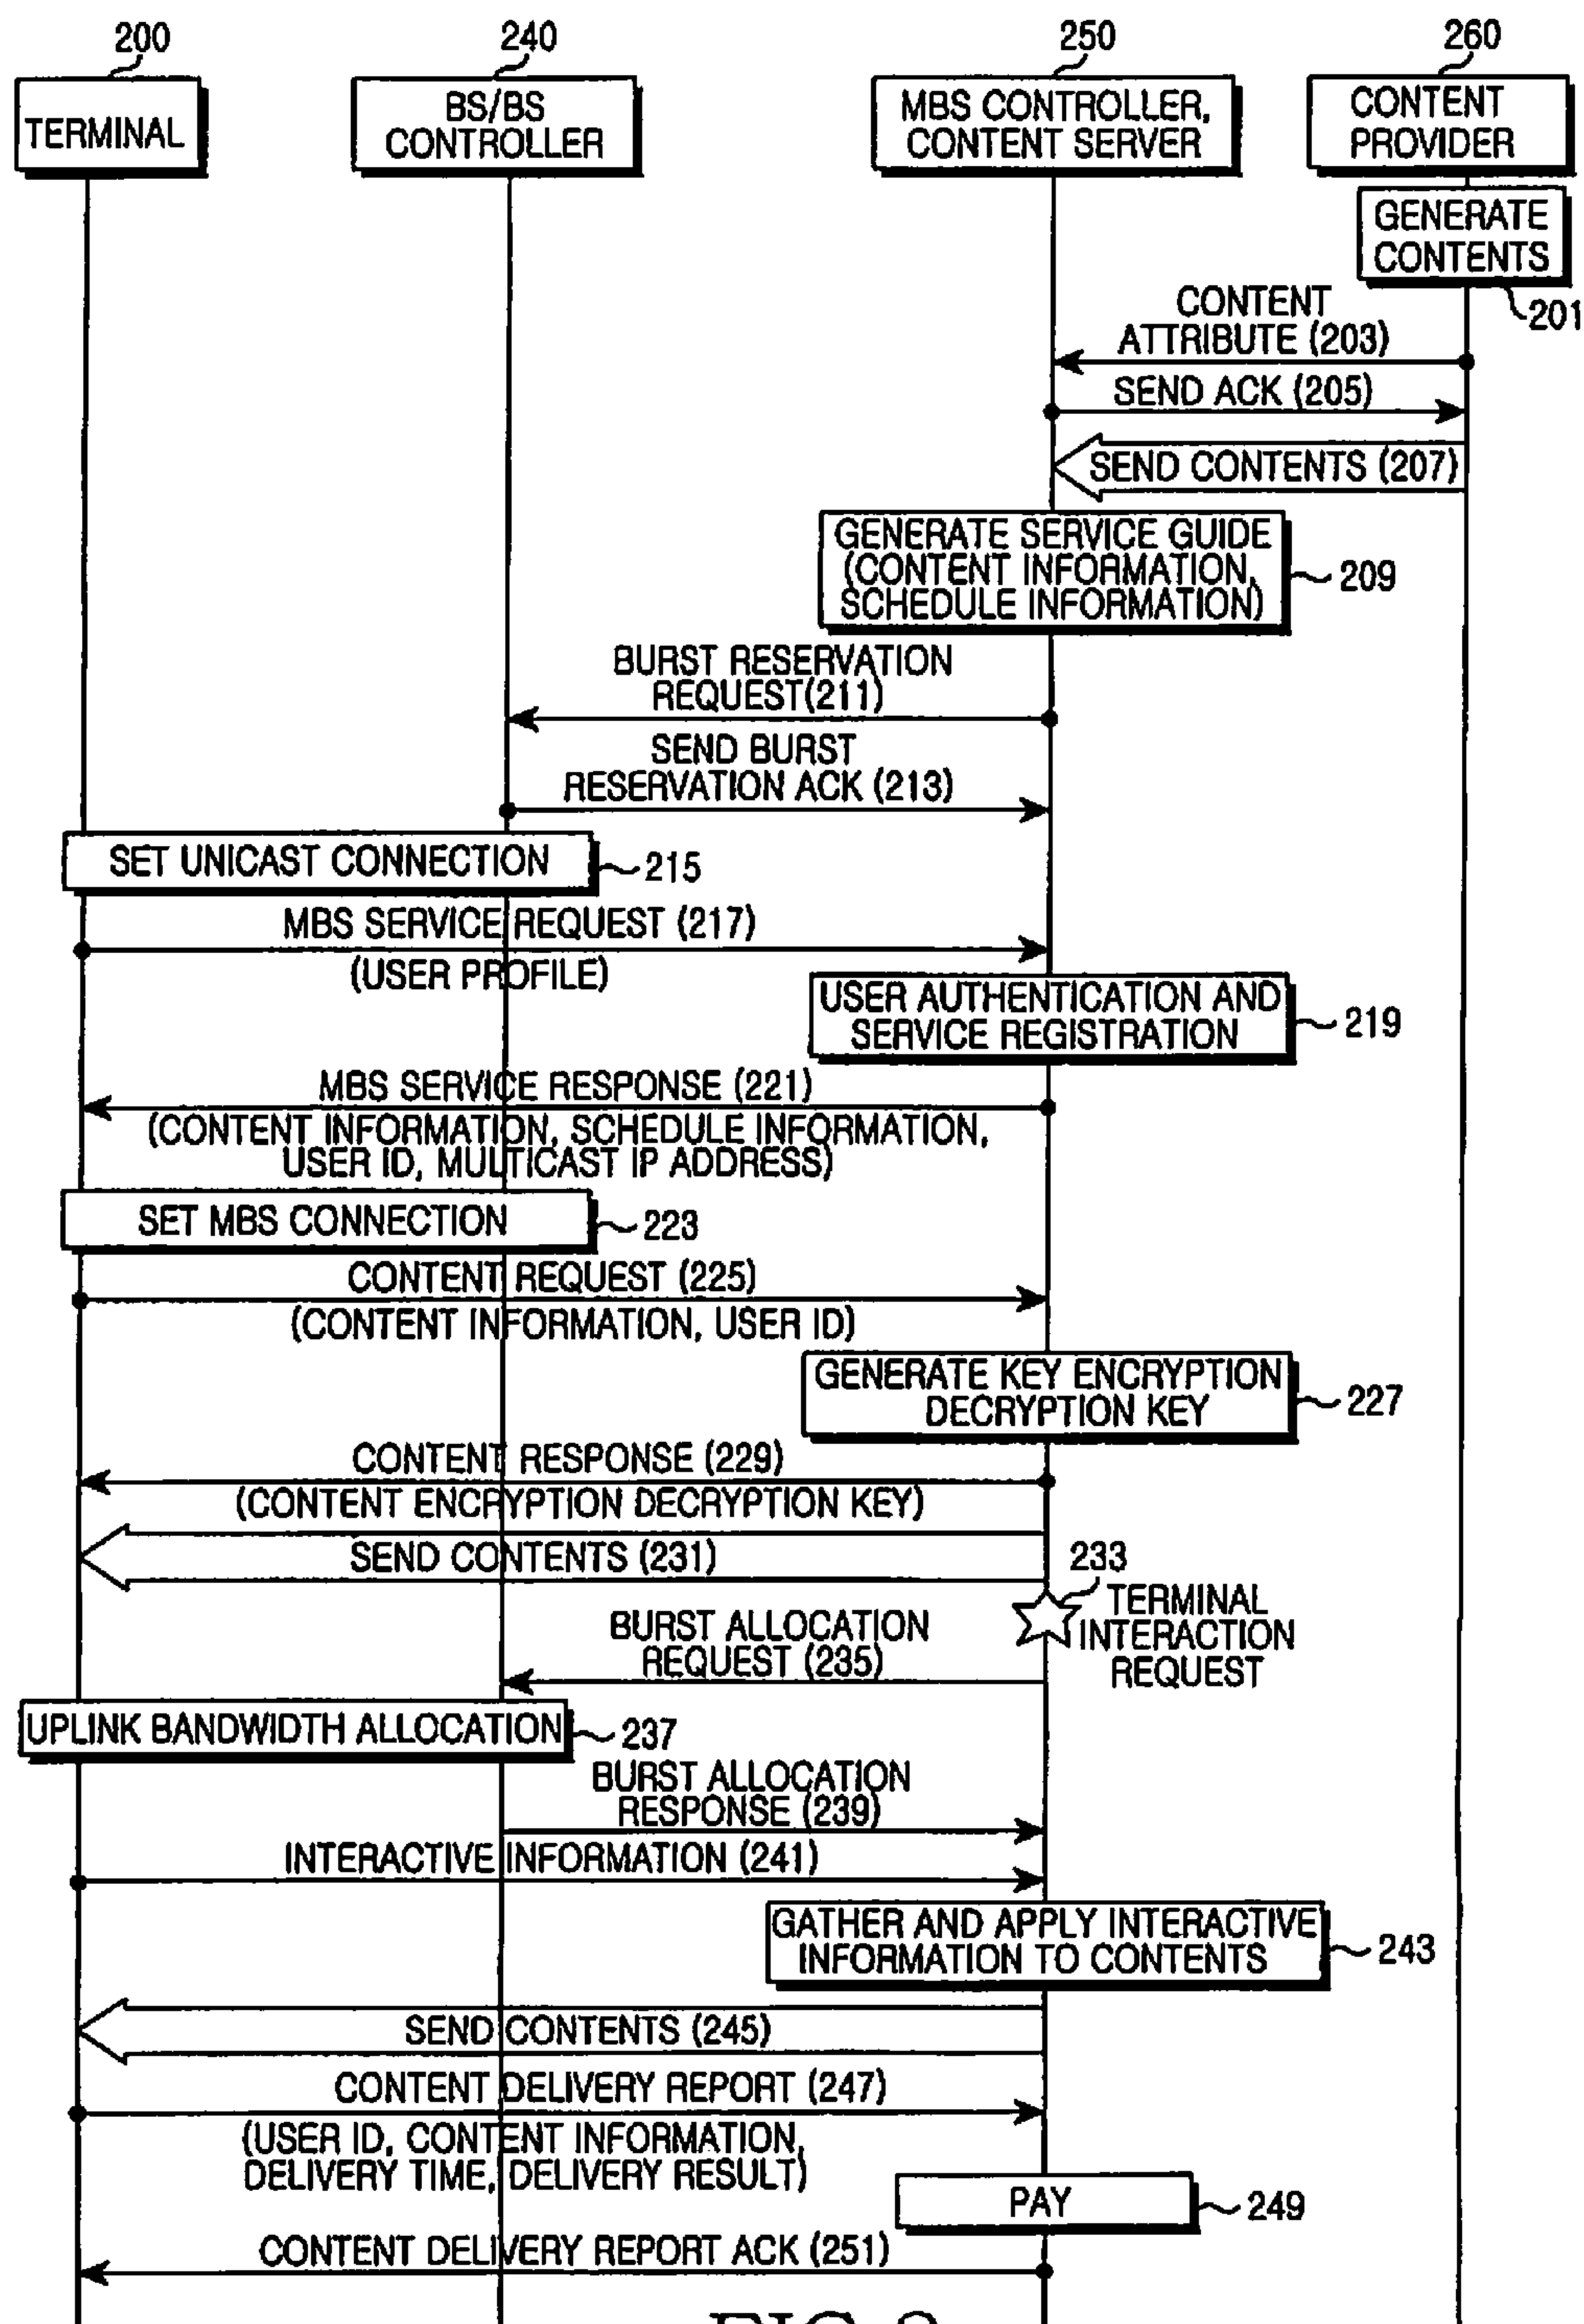 200
240
250
260
TERMINAL
BS/BS
CONTROLLER
MBS CONTROLLER,
CONTENT SERVER
CONTENT
PROVIDER
GENERATE
CONTENTS
201
CONTENT
ATTRIBUTE (203)
SEND ACK (205)
SEND CONTENTS (207)
GENERATE SERVICE GUIDE
(CONTENT INFORMATION,
SCHEDULE INFORMATION)
209
BURST RESERVATION
REQUEST(211)
SEND BURST
RESERVATION ACK (213)
SET UNICAST CONNECTION
215
MBS SERVICE REQUEST (217)
(USER PROFILE)
USER AUTHENTICATION AND
SERVICE REGISTRATION
219
MBS SERVICE RESPONSE (221)
(CONTENT INFORMATION, SCHEDULE INFORMATION,
USER ID, MULTICAST IP ADDRESS)
SET MBS CONNECTION
223
CONTENT REQUEST (225)
(CONTENT INFORMATION, USER ID)
GENERATE KEY ENCRYPTION
DECRYPTION KEY
227
CONTENT RESPONSE (229)
(CONTENT ENCRYPTION DECRYPTION KEY)
SEND CONTENTS (231)
233
TERMINAL
INTERACTION
REQUEST
BURST ALLOCATION
REQUEST (235)
UPLINK BANDWIDTH ALLOCATION
237
BURST ALLOCATION
RESPONSE (239)
INTERACTIVE INFORMATION (241)
GATHER AND APPLY INTERACTIVE
INFORMATION TO CONTENTS
243
SEND CONTENTS (245)
CONTENT DELIVERY REPORT (247)
(USER ID, CONTENT INFORMATION,
DELIVERY TIME, DELIVERY RESULT)
PAY
249
CONTENT DELIVERY REPORT ACK (251)